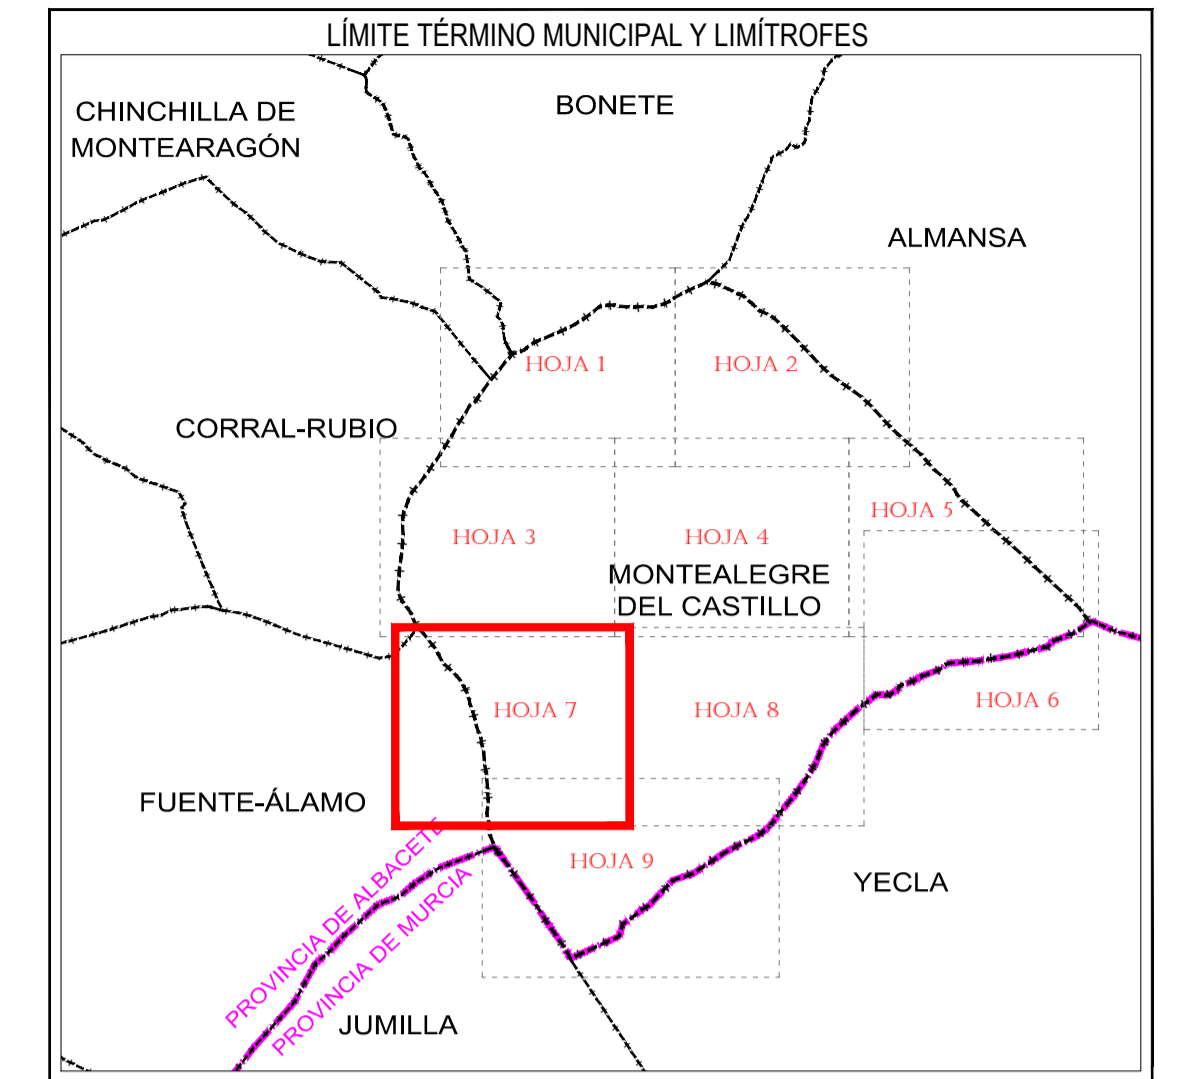 LÍMITE TÉRMINO MUNICIPAL Y LIMÍTROFES
CHINCHILLA DE
MONTEARAGÓN
BONETE
ALMANSA
HOJA 1
HOJA 2
CORRAL-RUBIO
HOJA 3
HOJA 4
HOJA 5
MONTEALEGRE
DEL CASTILLO
HOJA 7
HOJA 8
HOJA 6
FUENTE-ÁLAMO
HOJA 9
YECLA
PROVINCIA DE ALBACETE
PROVINCIA DE MURCIA
JUMILLA